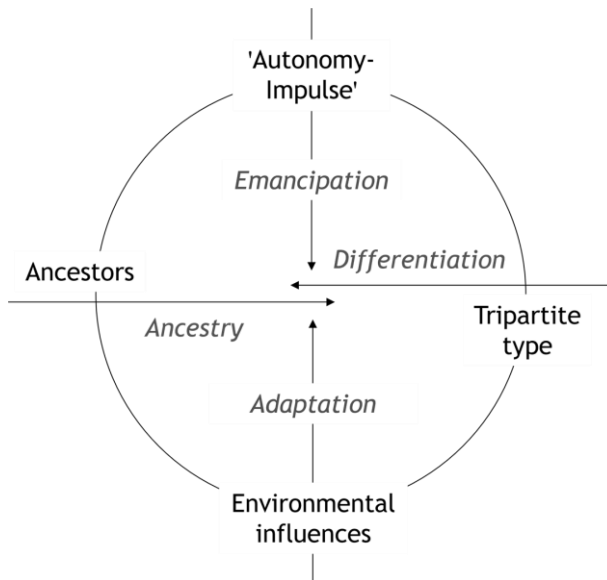 'Autonomy-
Impulse'
Emancipation
Differentiation
Ancestors
Ancestry
Tripartite
type
Adaptation
Environmental
influences